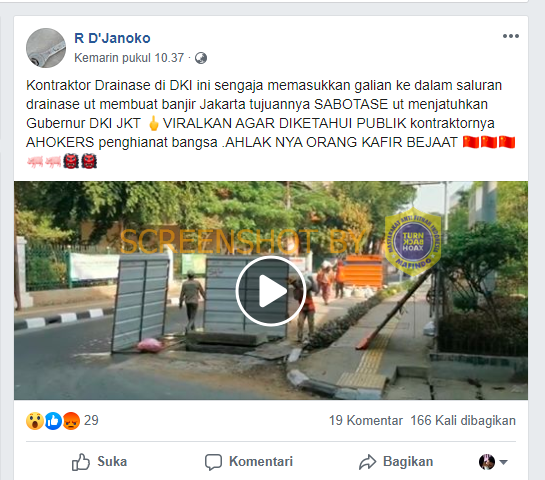 R D'Janoko
Kemarin pukul 10.37 ·
Kontraktor Drainase di DKI ini sengaja memasukkan galian ke dalam saluran
drainase ut membuat banjir Jakarta tujuannya SABOTASE ut menjatuhkan
Gubernur DKI JKT 🖕VIRALKAN AGAR DIKETAHUI PUBLIK kontraktornya
AHOKERS penghianat bangsa .AHLAK NYA ORANG KAFIR BEJAAT 🇨🇳🇨🇳🇨🇳
SCREENSHOT BY
TURN
BACK
HOAX
29
19 Komentar 166 Kali dibagikan
Suka Komentari Bagikan